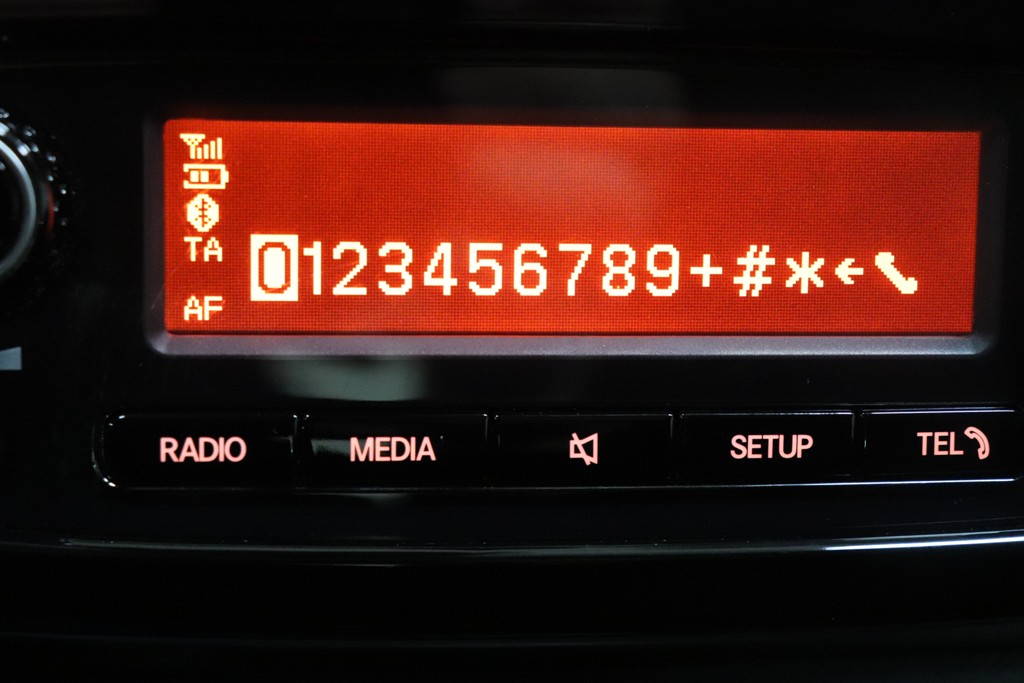 TA
0123456789+#*←
AF
RADIO
MEDIA
SETUP
TEL